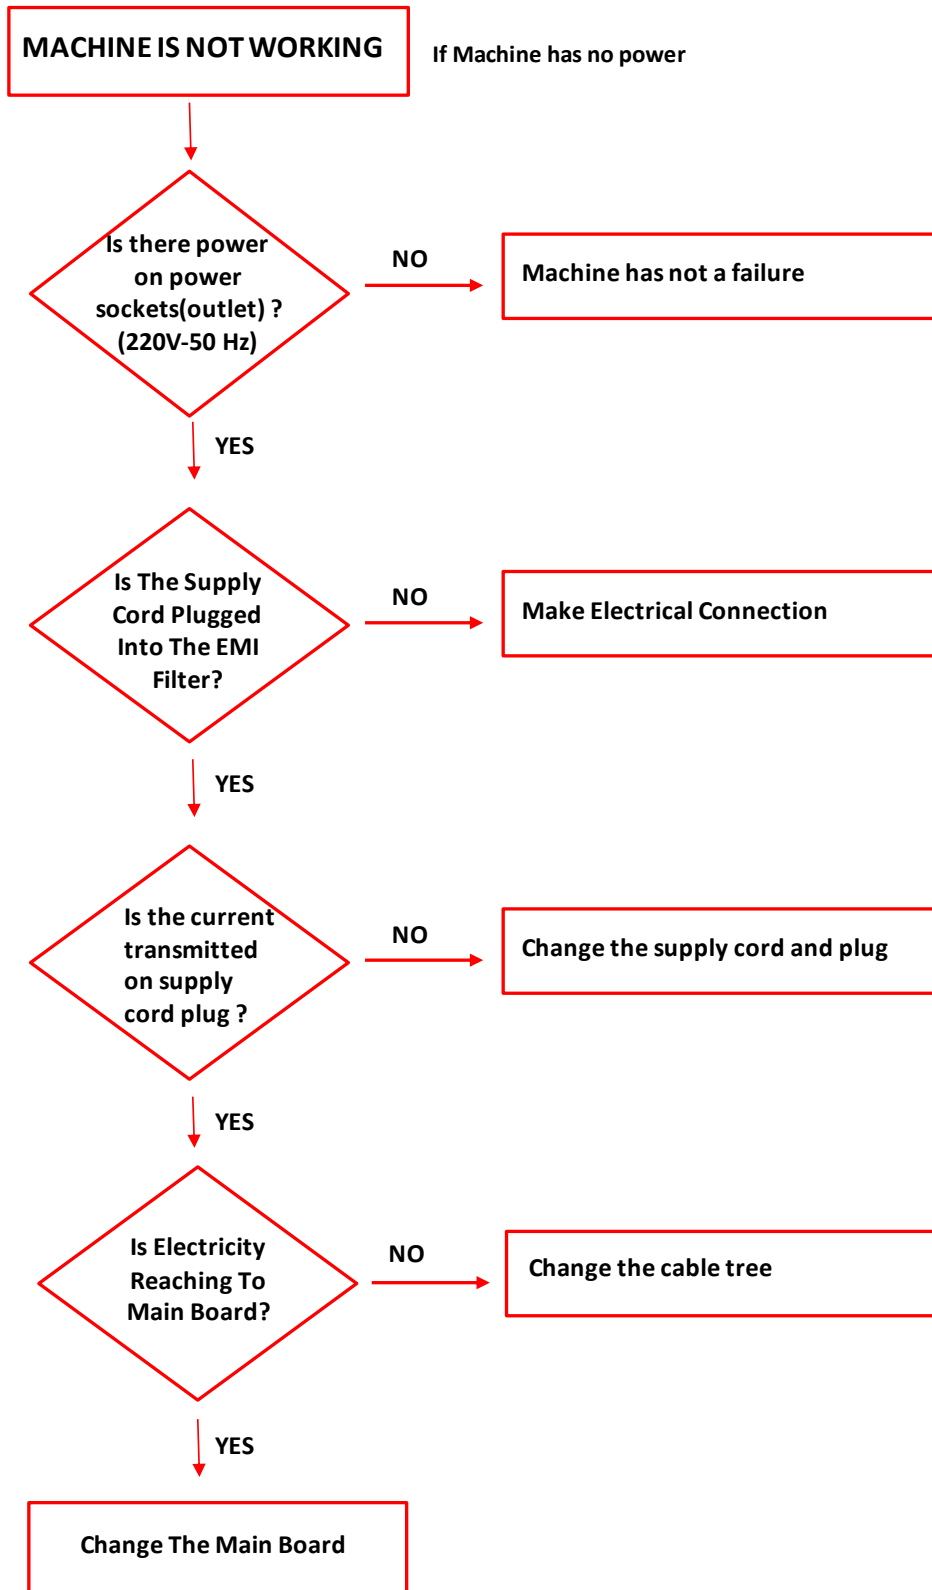 MACHINE IS NOT WORKING
If Machine has no power
Is there power
on power
sockets(outlet) ?
(220V-50 Hz)
NO
Machine has not a failure
YES
Is The Supply
Cord Plugged
Into The EMI
Filter?
NO
Make Electrical Connection
YES
Is the current
transmitted
on supply
cord plug ?
NO
Change the supply cord and plug
YES
Is Electricity
Reaching To
Main Board?
NO
Change the cable tree
YES
Change The Main Board